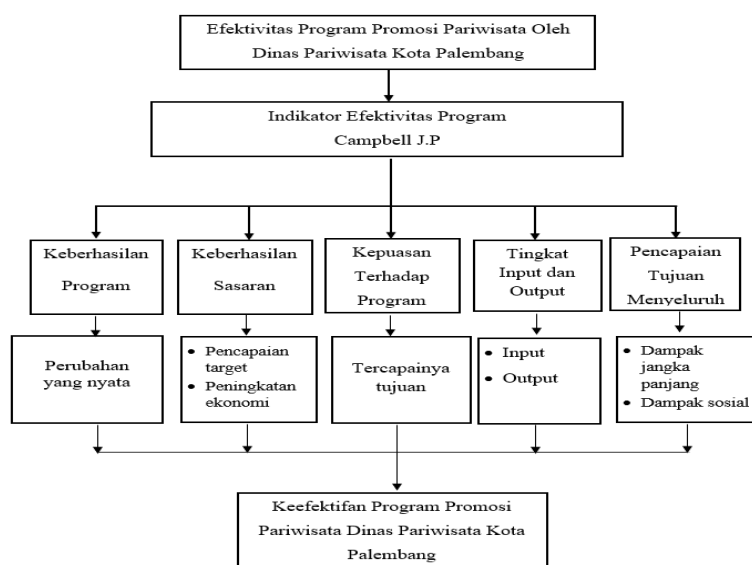 Efektivitas Program Promosi Pariwisata Oleh
Dinas Pariwisata Kota Palembang
Indikator Efektivitas Program
Campbell J.P
Keberhasilan
Program
Keberhasilan
Sasaran
Kepuasan
Terhadap
Program
Tingkat
Input dan
Output
Pencapaian
Tujuan
Menyeluruh
Perubahan
yang nyata
• Pencapaian
target
• Peningkatan
ekonomi
Tercapainya
tujuan
• Input
• Output
• Dampak
jangka
panjang
• Dampak sosial
Keefektifan Program Promosi
Pariwisata Dinas Pariwisata Kota
Palembang